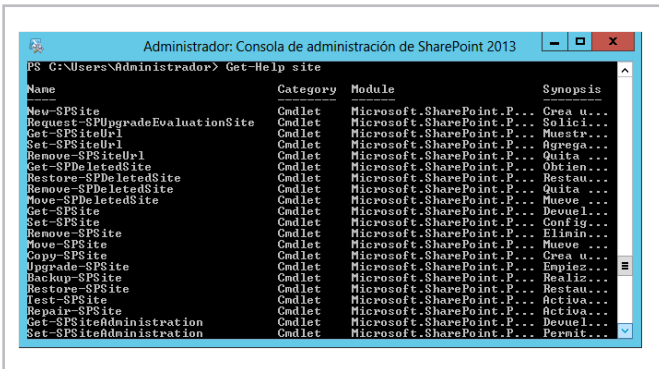 Administrador: Consola de administración de SharePoint 2013
PS C:\Users\Administrador> Get-Help site
Name Category Module Synopsis
---- -------- ------ --------
New-SPSite Cmdlet Microsoft.SharePoint.P... Crea u...
Request-SPUpgradeEvaluationSite Cmdlet Microsoft.SharePoint.P... Solici...
Get-SPSiteUrl Cmdlet Microsoft.SharePoint.P... Muestr...
Set-SPSiteUrl Cmdlet Microsoft.SharePoint.P... Agrega...
Remove-SPSiteUrl Cmdlet Microsoft.SharePoint.P... Quita ...
Get-SPDeletedSite Cmdlet Microsoft.SharePoint.P... Obtien...
Restore-SPDeletedSite Cmdlet Microsoft.SharePoint.P... Restau...
Remove-SPDeletedSite Cmdlet Microsoft.SharePoint.P... Quita ...
Move-SPDeletedSite Cmdlet Microsoft.SharePoint.P... Mueve ...
Get-SPSite Cmdlet Microsoft.SharePoint.P... Devuel...
Set-SPSite Cmdlet Microsoft.SharePoint.P... Config...
Remove-SPSite Cmdlet Microsoft.SharePoint.P... Elimin...
Move-SPSite Cmdlet Microsoft.SharePoint.P... Mueve ...
Copy-SPSite Cmdlet Microsoft.SharePoint.P... Crea u...
Upgrade-SPSite Cmdlet Microsoft.SharePoint.P... Empiez...
Backup-SPSite Cmdlet Microsoft.SharePoint.P... Realiz...
Restore-SPSite Cmdlet Microsoft.SharePoint.P... Restau...
Test-SPSite Cmdlet Microsoft.SharePoint.P... Activa...
Repair-SPSite Cmdlet Microsoft.SharePoint.P... Activa...
Get-SPSiteAdministration Cmdlet Microsoft.SharePoint.P... Devuel...
Set-SPSiteAdministration Cmdlet Microsoft.SharePoint.P... Permit...